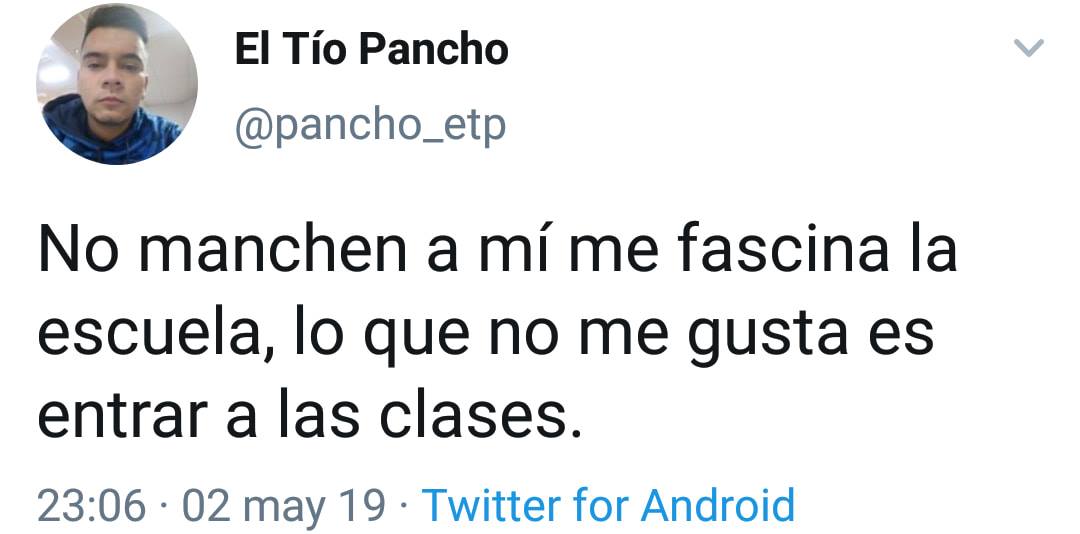 El Tío Pancho
@pancho_etp
No manchen a mí me fascina la
escuela, lo que no me gusta es
entrar a las clases.
23:06 · 02 may 19 · Twitter for Android